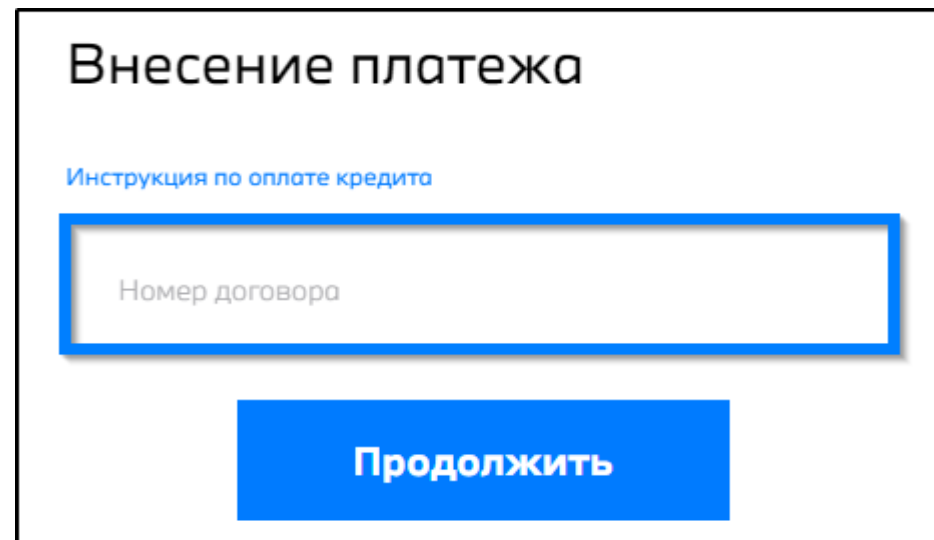 Внесение платежа
Инструкция по оплате кредита
Номер договора
Продолжить